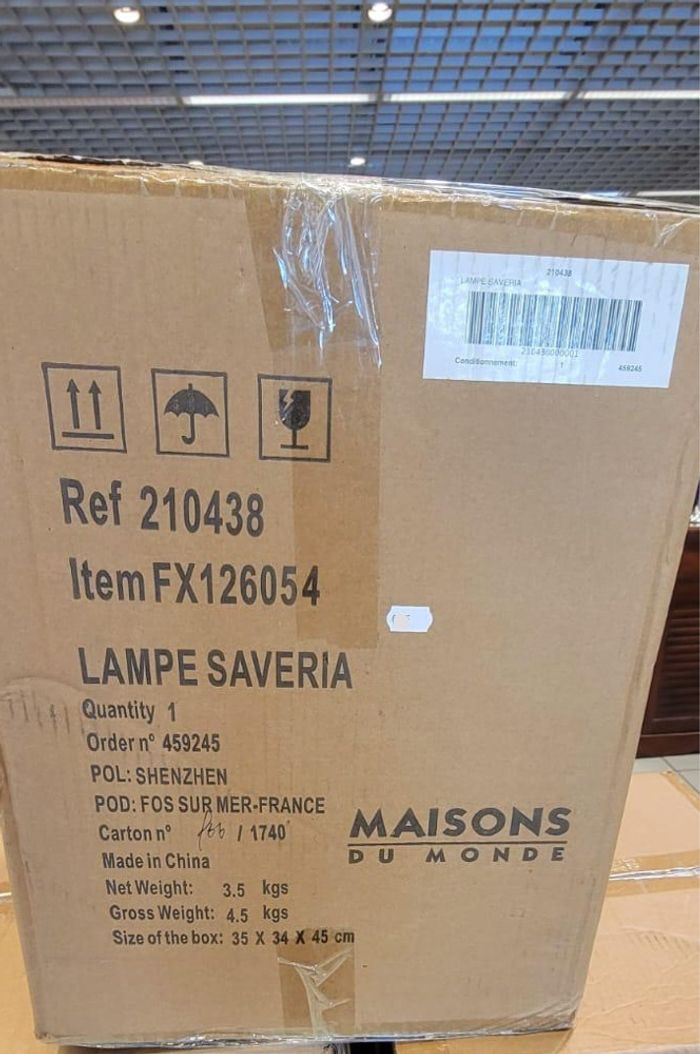 210438
LAMPE SAVERIA
210438000001
Conditionnement: 1 459245
Ref 210438
Item FX126054
LAMPE SAVERIA
Quantity 1
Order n° 459245
POL: SHENZHEN
POD: FOS SUR MER-FRANCE
Carton n° / 1740
Made in China
Net Weight: 3.5 kgs
Gross Weight: 4.5 kgs
Size of the box: 35 X 34 X 45 cm
MAISONS
DU MONDE